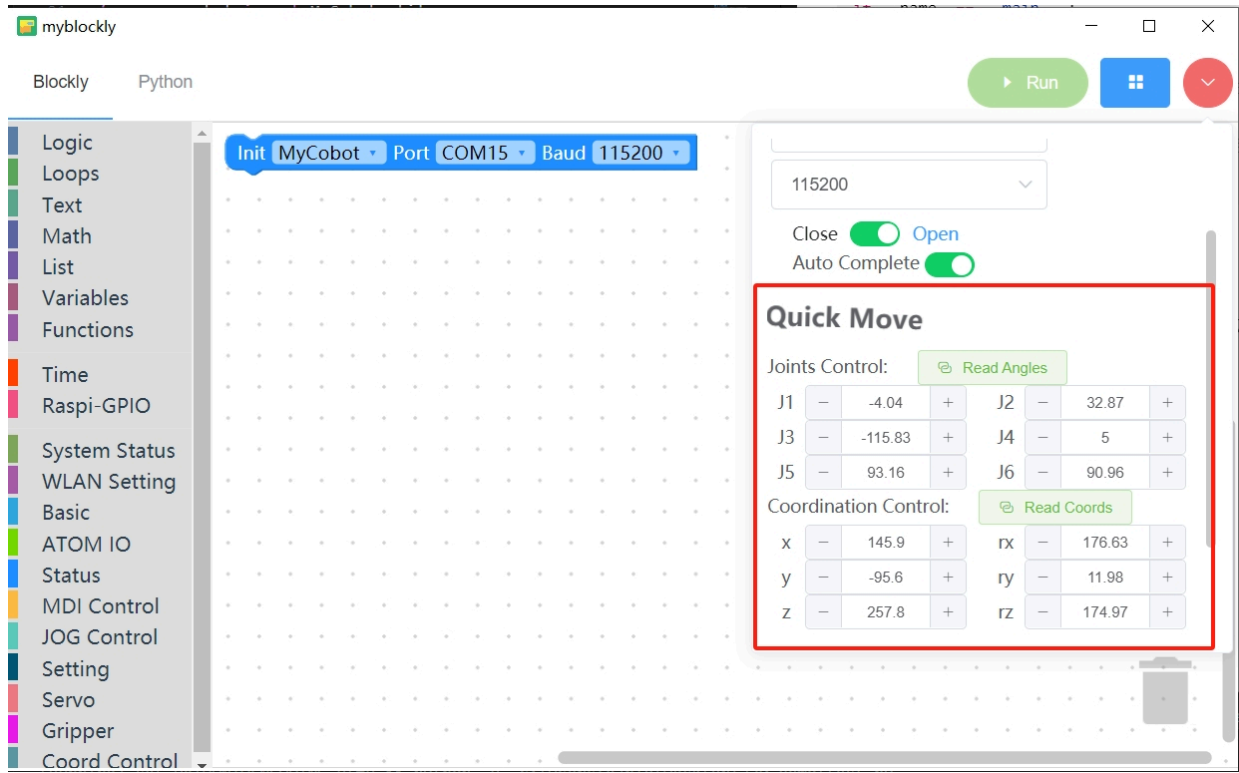 myblockly
Blockly Python
Run
Logic
Loops
Text
Math
List
Variables
Functions
Time
Raspi-GPIO
System Status
WLAN Setting
Basic
ATOM IO
Status
MDI Control
JOG Control
Setting
Servo
Gripper
Coord Control
Init MyCobot Port COM15 Baud 115200
115200
Close Open
Auto Complete
Quick Move
Joints Control: Read Angles
J1 − -4.04 + J2 − 32.87 +
J3 − -115.83 + J4 − 5 +
J5 − 93.16 + J6 − 90.96 +
Coordination Control: Read Coords
x − 145.9 + rx − 176.63 +
y − -95.6 + ry − 11.98 +
z − 257.8 + rz − 174.97 +